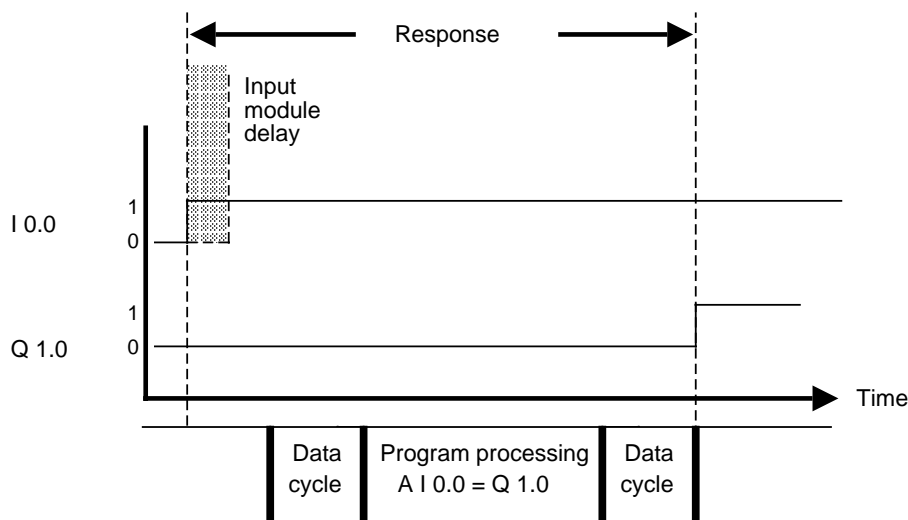 Response
Input
module
delay
I 0.0
1
0
Q 1.0
1
0
Time
Data
cycle
Program processing
A I 0.0 = Q 1.0
Data
cycle